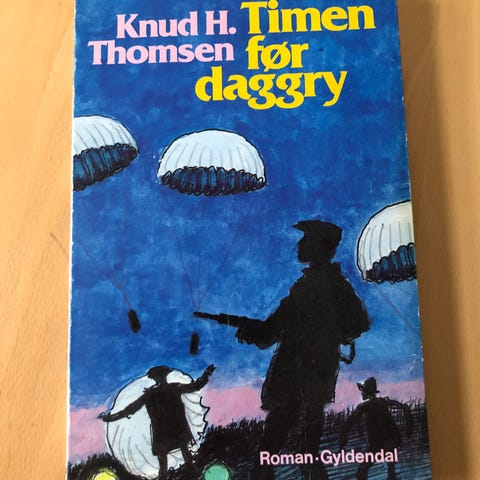 Knud H.
Thomsen
Timen
før
daggry
Roman·Gyldendal